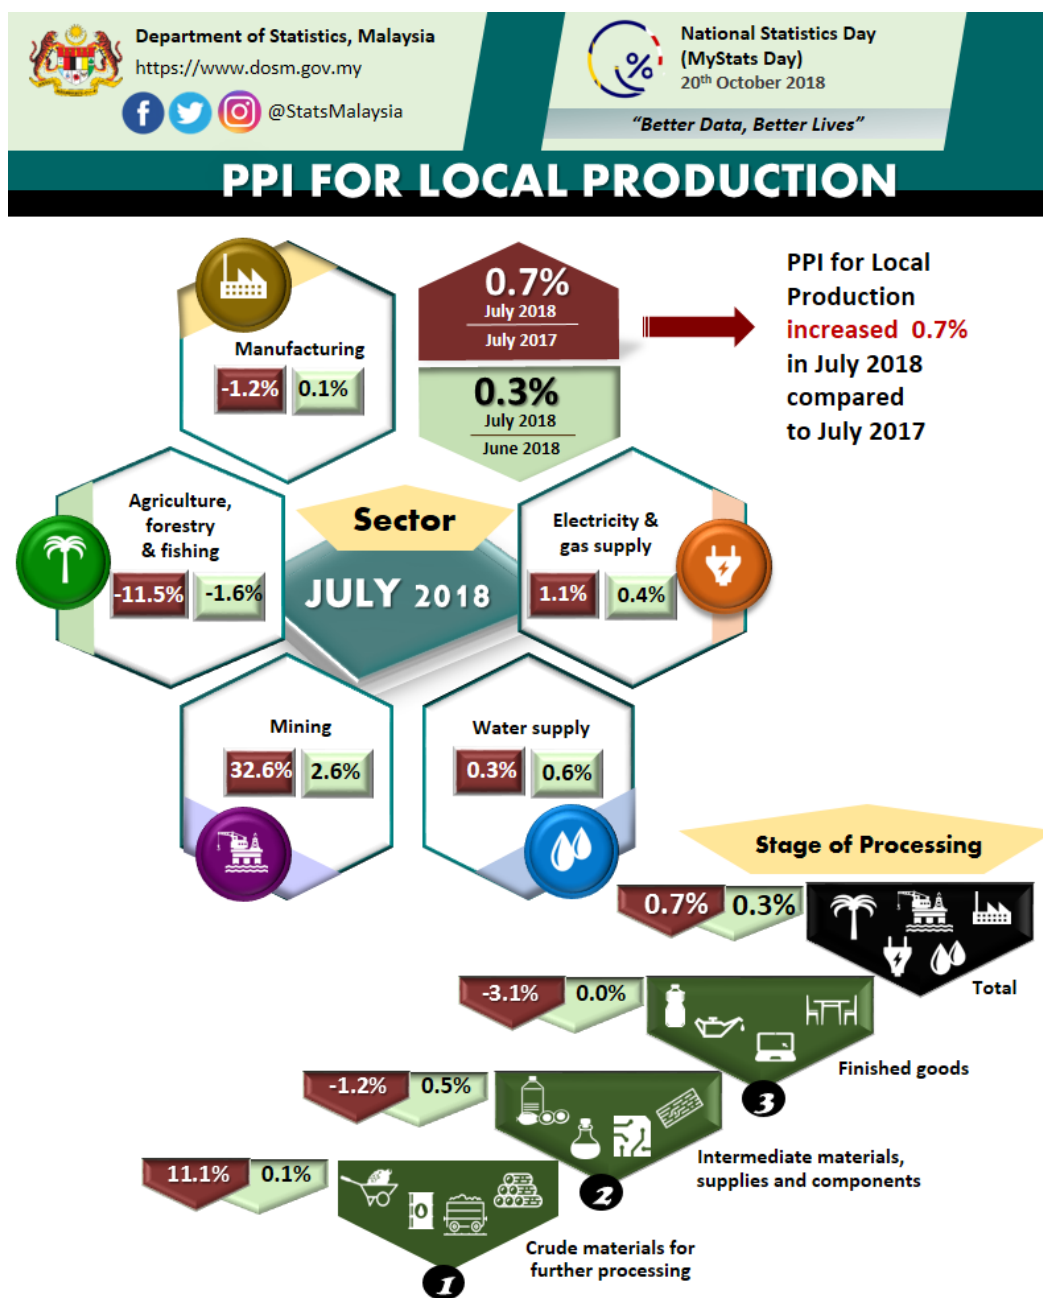 Department of Statistics, Malaysia
https://www.dosm.gov.my
@StatsMalaysia
National Statistics Day
(MyStats Day)
20th October 2018
“Better Data, Better Lives”
PPI FOR LOCAL PRODUCTION
Manufacturing
-1.2% 0.1%
0.7%
July 2018
July 2017
0.3%
July 2018
June 2018
PPI for Local
Production
increased 0.7%
in July 2018
compared
to July 2017
Agriculture,
forestry
& fishing
-11.5% -1.6%
Sector
JULY 2018
Electricity &
gas supply
1.1% 0.4%
Mining
32.6% 2.6%
Water supply
0.3% 0.6%
Stage of Processing
0.7% 0.3%
Total
-3.1% 0.0%
Finished goods
3
-1.2% 0.5%
Intermediate materials,
supplies and components
2
11.1% 0.1%
Crude materials for
further processing
1